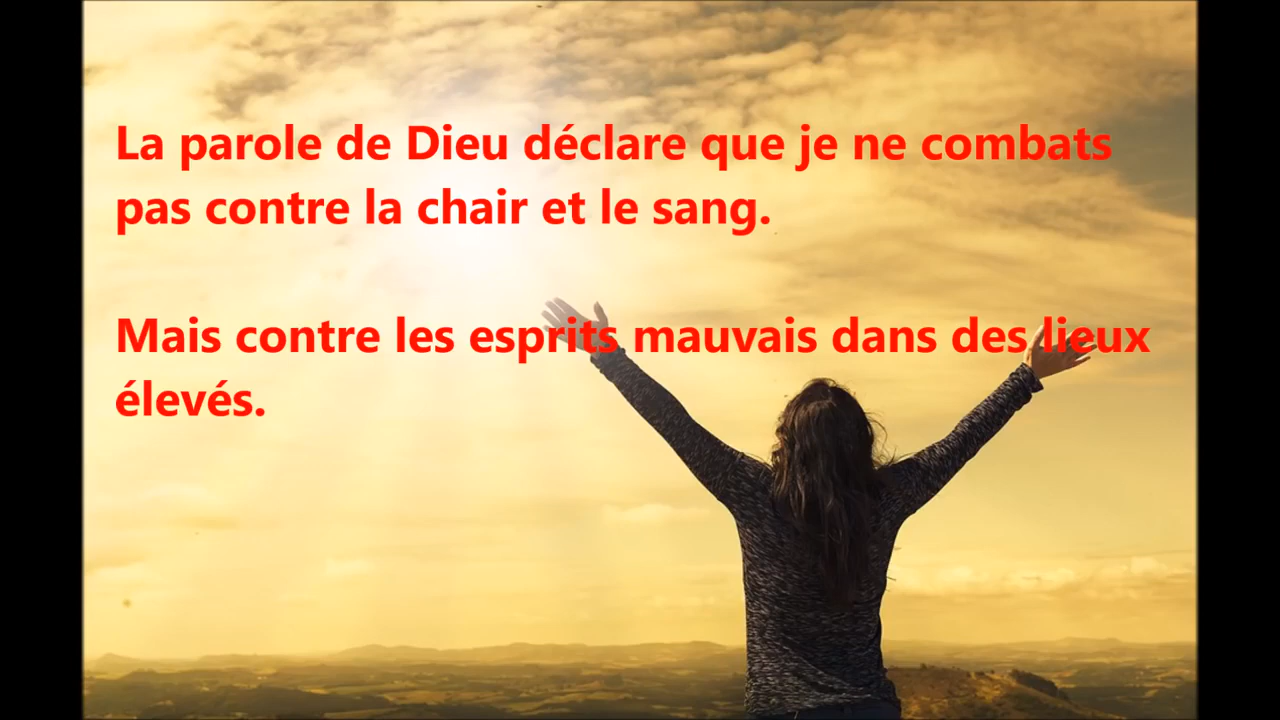 La parole de Dieu déclare que je ne combats
pas contre la chair et le sang.
Mais contre les esprits mauvais dans des lieux
élevés.